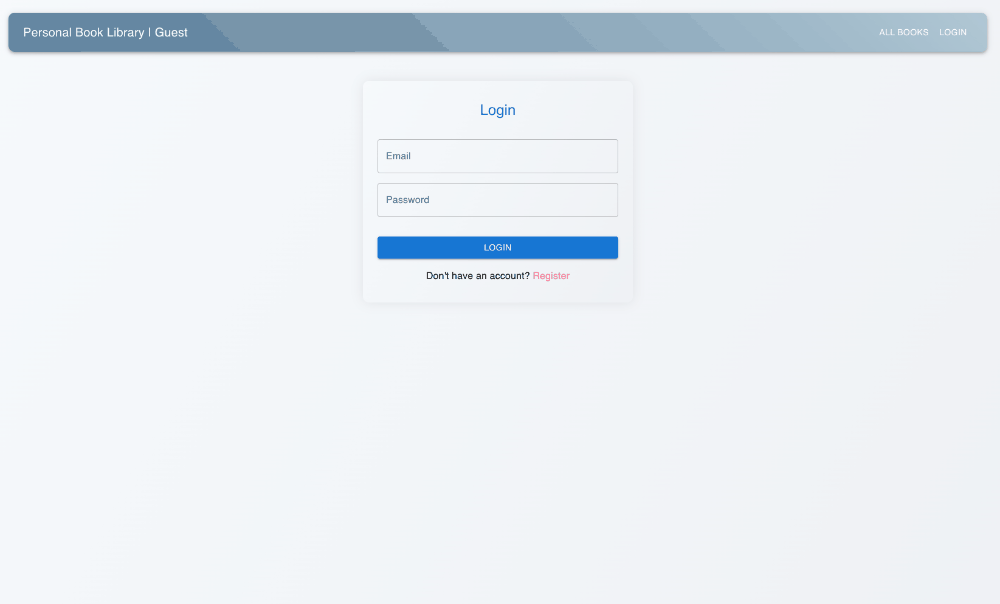 Personal Book Library | Guest
ALL BOOKS LOGIN
Login
Email
Password
LOGIN
Don't have an account? Register